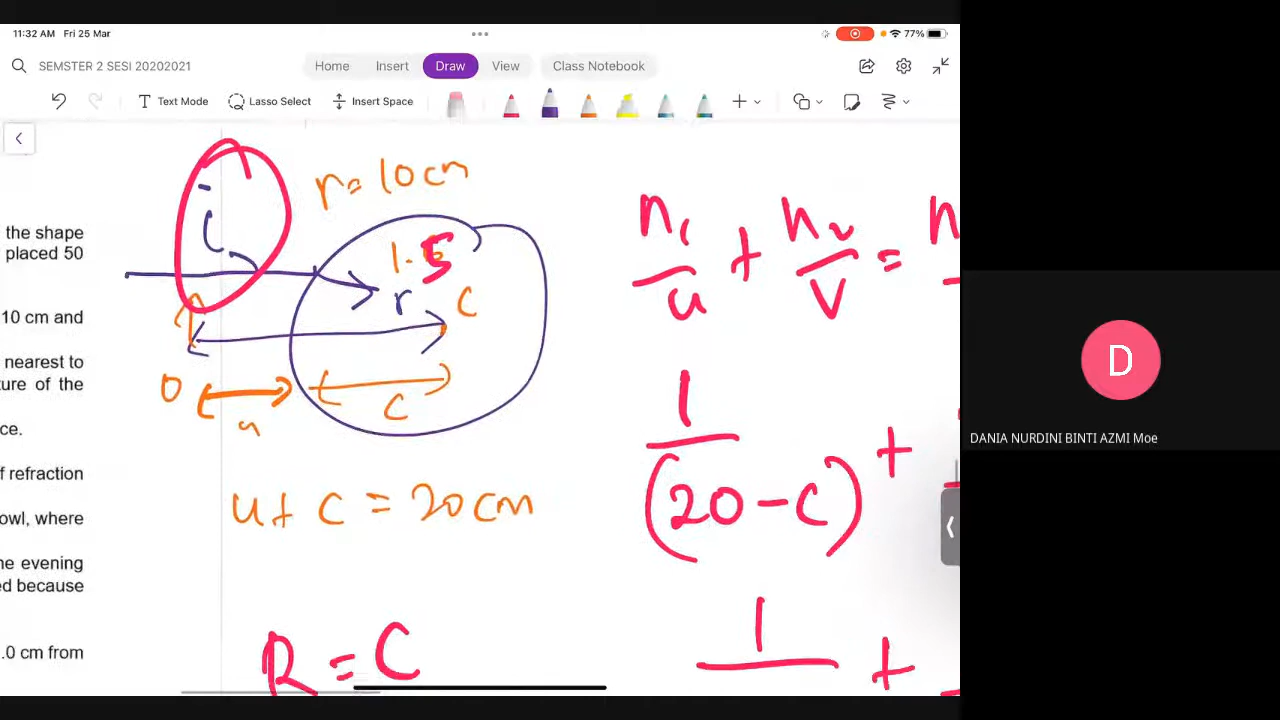 11:32 AM Fri 25 Mar
77%
SEMSTER 2 SESI 20202021
Home Insert Draw View Class Notebook
Text Mode Lasso Select Insert Space
the shape
placed 50
10 cm and
nearest to
ture of the
ce.
f refraction
owl, where
ne evening
ed because
.0 cm from
i
r = 10 cm
1.5
r
C
O
u
C
u + C = 20 cm
R = C
n₁/u + n₂/v = n
1/(20 - C) +
1
+
D
DANIA NURDINI BINTI AZMI Moe